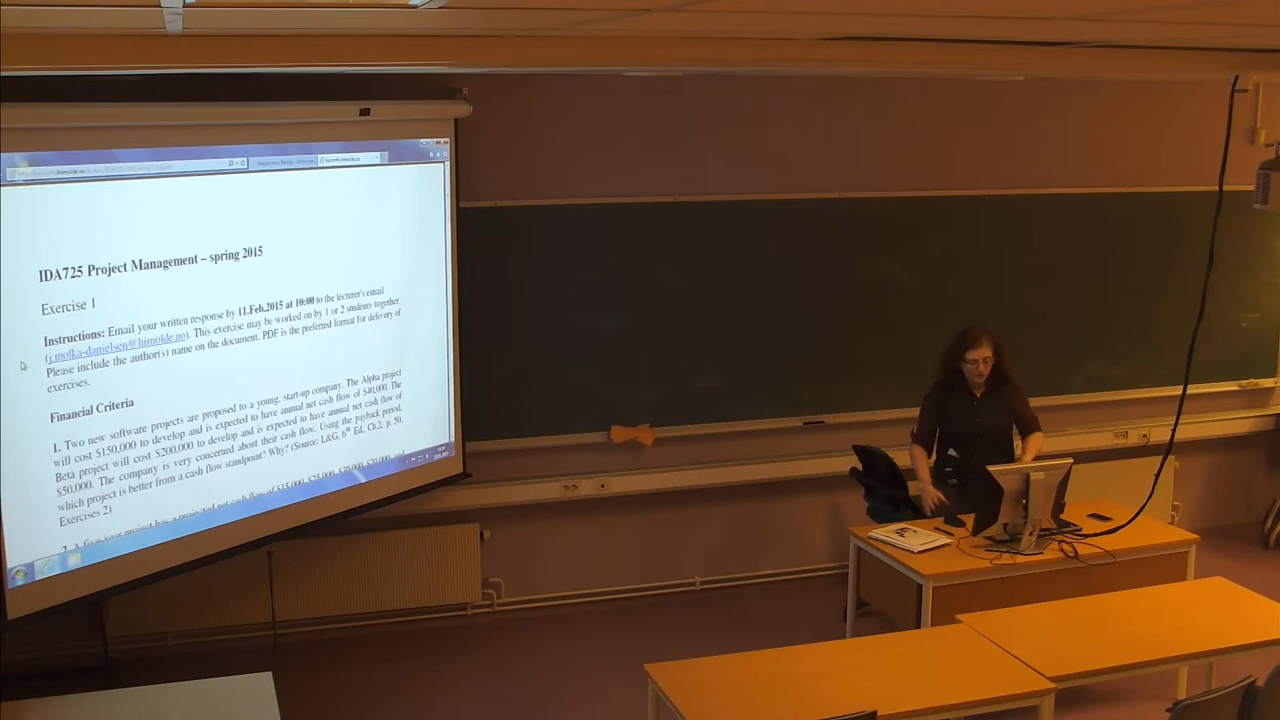 IDA725 Project Management – spring 2015
Exercise 1
Instructions: Email your written response by 11.Feb.2015 at 10:00 to the lecturer's email
(j.molka-danielsen@himolde.no). This exercise may be worked on by 1 or 2 students together.
Please include the author(s) name on the document. PDF is the preferred format for delivery of
exercises.
Financial Criteria
1. Two new software projects are proposed to a young, start-up company. The Alpha project
will cost $150,000 to develop and is expected to have annual net cash flow of $40,000. The
Beta project will cost $200,000 to develop and is expected to have annual net cash flow of
$50,000. The company is very concerned about their cash flow. Using the payback period,
which project is better from a cash flow standpoint? Why? (Source: L&G, 6th Ed., Ch.2, p. 50,
Exercises 2)